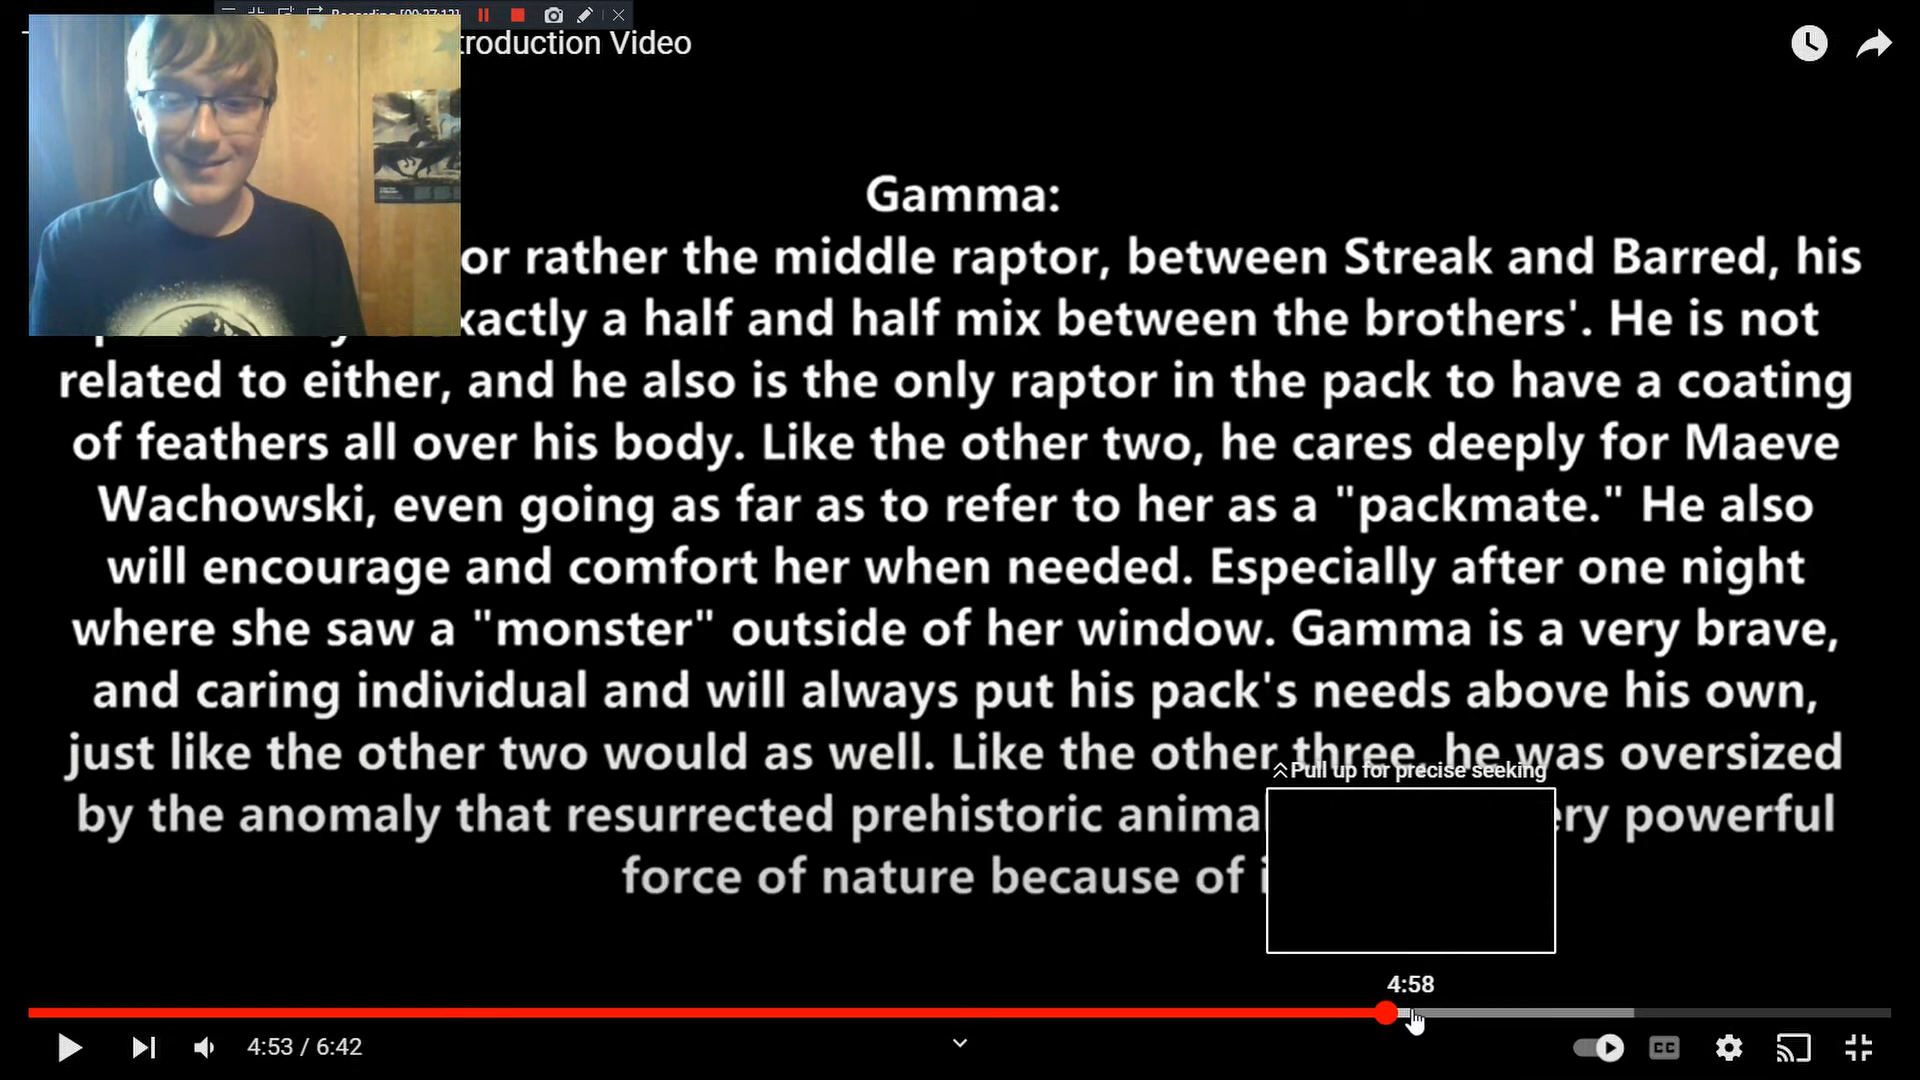 Recording [00:27:12]
troduction Video
Gamma:
or rather the middle raptor, between Streak and Barred, his
xactly a half and half mix between the brothers'. He is not
related to either, and he also is the only raptor in the pack to have a coating
of feathers all over his body. Like the other two, he cares deeply for Maeve
Wachowski, even going as far as to refer to her as a "packmate." He also
will encourage and comfort her when needed. Especially after one night
where she saw a "monster" outside of her window. Gamma is a very brave,
and caring individual and will always put his pack's needs above his own,
just like the other two would as well. Like the other three, he was oversized
Pull up for precise seeking
by the anomaly that resurrected prehistoric anima ery powerful
force of nature because of i
4:58
4:53 / 6:42
CC